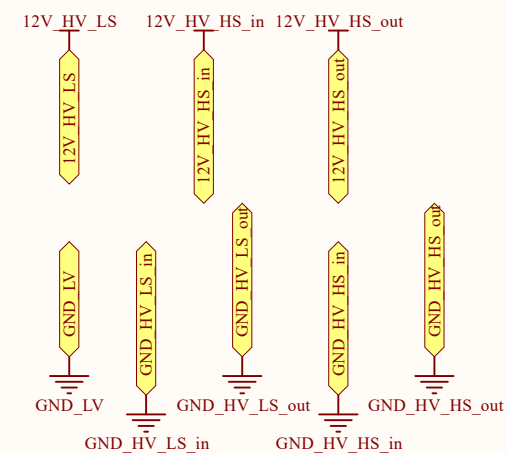 12V_HV_LS 12V_HV_HS_in 12V_HV_HS_out
12V_HV_LS
12V_HV_HS_in
12V_HV_HS_out
GND_LV
GND_HV_LS_in
GND_HV_LS_out
GND_HV_HS_in
GND_HV_HS_out
GND_LV GND_HV_LS_out GND_HV_HS_out
GND_HV_LS_in GND_HV_HS_in